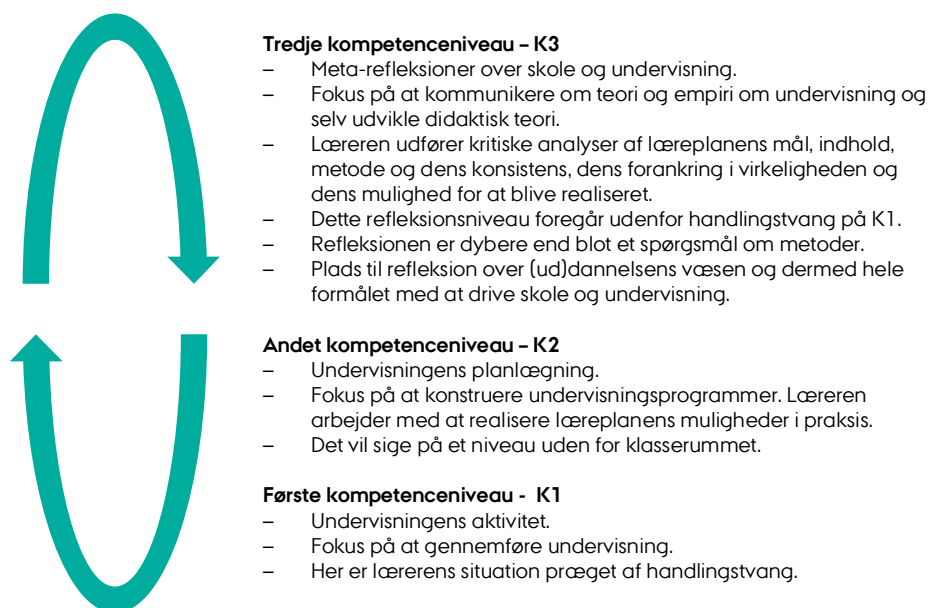 Tredje kompetenceniveau – K3
– Meta-refleksioner over skole og undervisning.
– Fokus på at kommunikere om teori og empiri om undervisning og
selv udvikle didaktisk teori.
– Læreren udfører kritiske analyser af læreplanens mål, indhold,
metode og dens konsistens, dens forankring i virkeligheden og
dens mulighed for at blive realiseret.
– Dette refleksionsniveau foregår udenfor handlingstvang på K1.
– Refleksionen er dybere end blot et spørgsmål om metoder.
– Plads til refleksion over (ud)dannelsens væsen og dermed hele
formålet med at drive skole og undervisning.
Andet kompetenceniveau – K2
– Undervisningens planlægning.
– Fokus på at konstruere undervisningsprogrammer. Læreren
arbejder med at realisere læreplanens muligheder i praksis.
– Det vil sige på et niveau uden for klasserummet.
Første kompetenceniveau - K1
– Undervisningens aktivitet.
– Fokus på at gennemføre undervisning.
– Her er lærerens situation præget af handlingstvang.